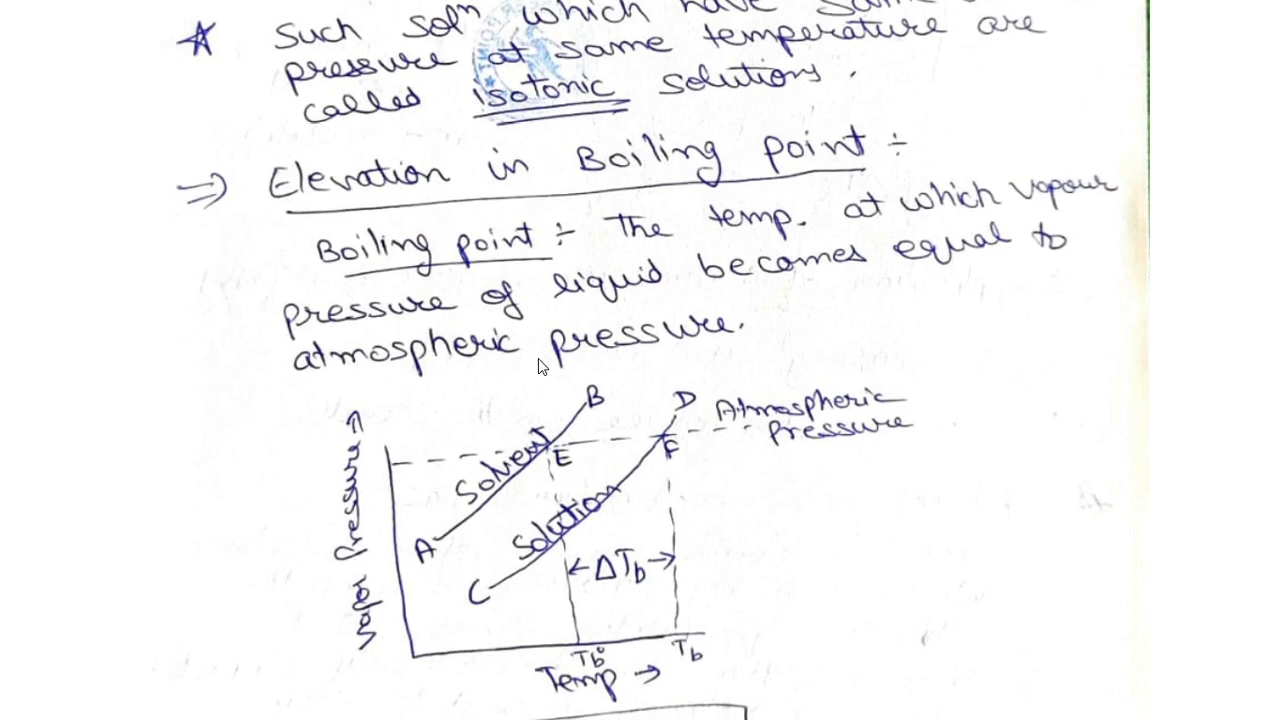 ☆ Such solⁿ which have same
pressure at same temperature are
called isotonic solutions.
⇒ Elevation in Boiling point ÷
Boiling point ÷ The temp. at which vapour
pressure of liquid becomes equal to
atmospheric pressure.
B
D Atmospheric
Pressure
E
F
Solvent
Solution
A
C
Vapor Pressure →
← ΔTb →
Tb°
Tb
Temp →